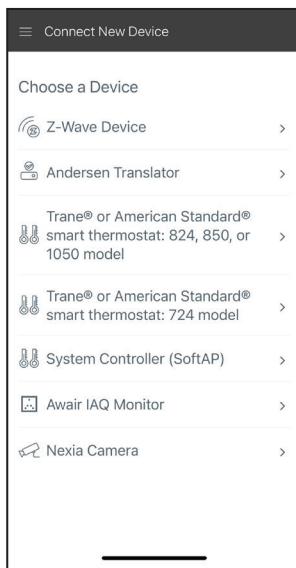 Connect New Device
Choose a Device
Z-Wave Device
Andersen Translator
Trane® or American Standard®
smart thermostat: 824, 850, or
1050 model
Trane® or American Standard®
smart thermostat: 724 model
System Controller (SoftAP)
Awair IAQ Monitor
Nexia Camera